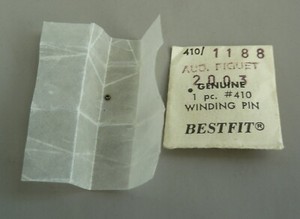 410/ 1188
AUD. PIGUET
2003
GENUINE
1 pc. #410
WINDING PIN
BESTFIT®